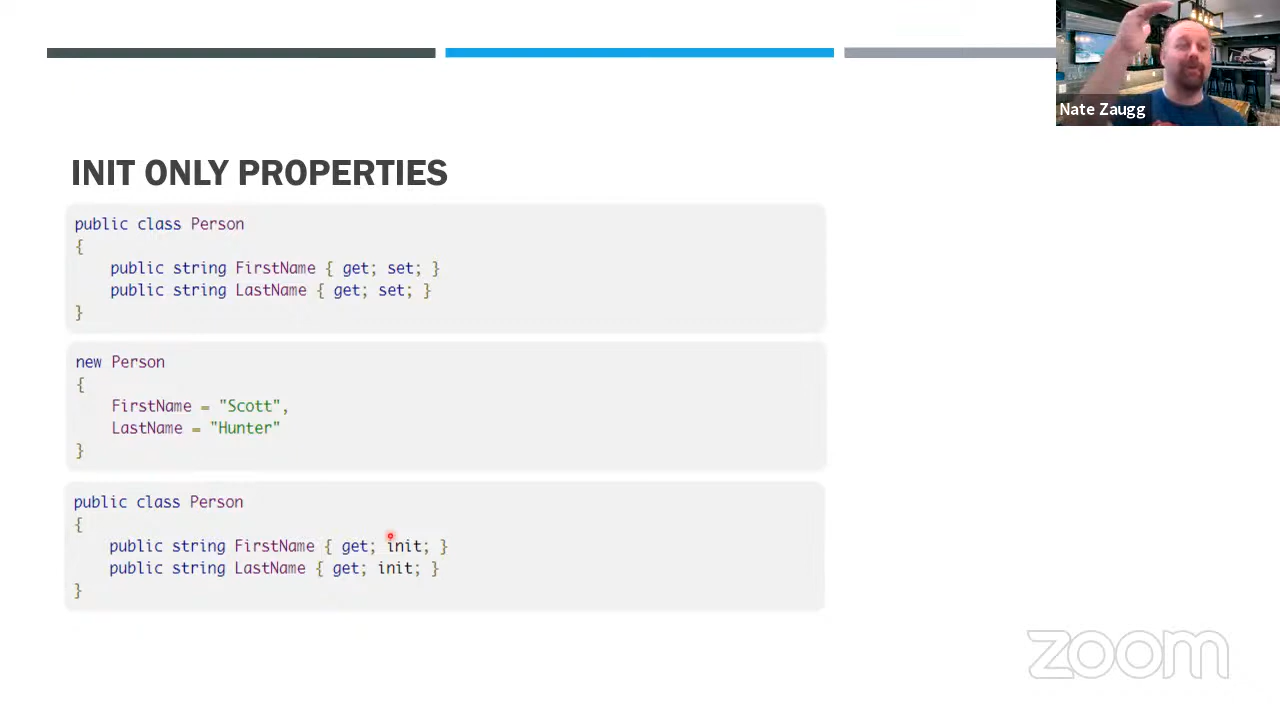 Nate Zaugg
INIT ONLY PROPERTIES
public class Person
{
    public string FirstName { get; set; }
    public string LastName { get; set; }
}
new Person
{
    FirstName = "Scott",
    LastName = "Hunter"
}
public class Person
{
    public string FirstName { get; init; }
    public string LastName { get; init; }
}
zoom